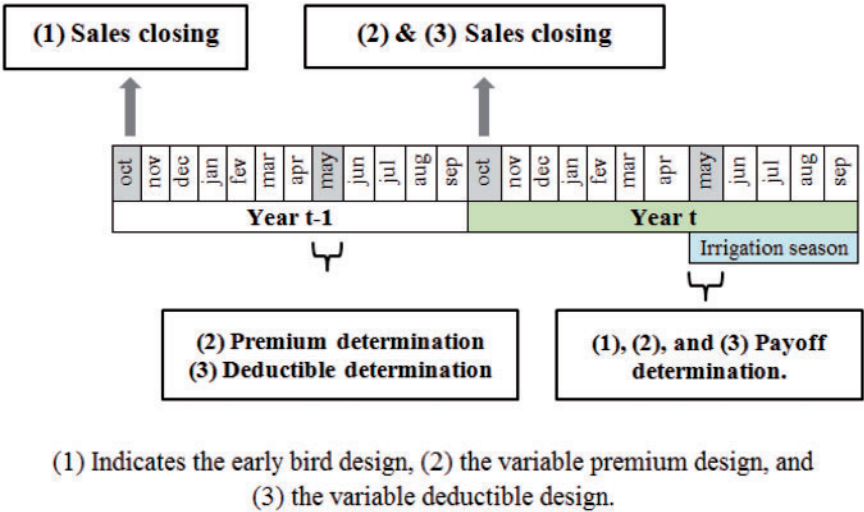 (1) Sales closing
(2) & (3) Sales closing
oct nov dec jan fev mar apr may jun jul aug sep oct nov dec jan fev mar apr may jun jul aug sep
Year t-1
Year t
Irrigation season
(2) Premium determination
(3) Deductible determination
(1), (2), and (3) Payoff
determination.
(1) Indicates the early bird design, (2) the variable premium design, and
(3) the variable deductible design.